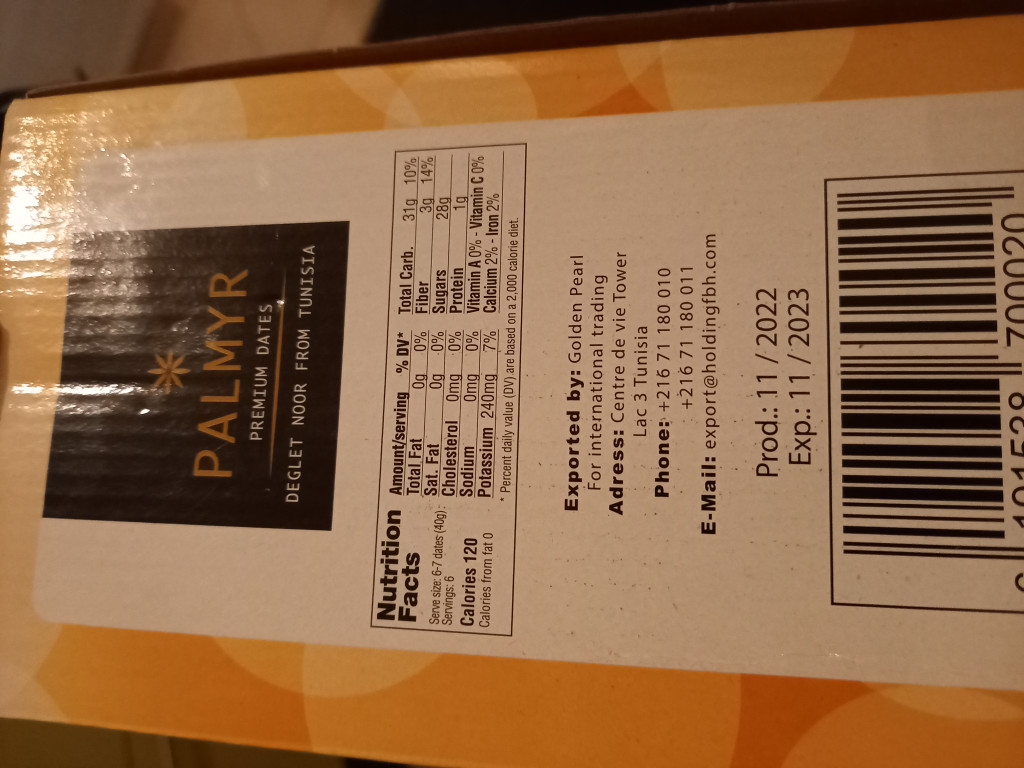 PALMYR
PREMIUM DATES
DEGLET NOOR FROM TUNISIA
Nutrition
Facts
Serve size: 6-7 dates (40g)
Servings: 6
Calories 120
Calories from fat 0
Amount/serving % DV*
Total Fat 0g 0%
Sat. Fat 0g 0%
Cholesterol 0mg 0%
Sodium 0mg 0%
Potassium 240mg 7%
Total Carb. 31g 10%
Fiber 3g 14%
Sugars 28g
Protein 1g
Vitamin A 0% - Vitamin C 0%
Calcium 2% - Iron 2%
* Percent daily value (DV) are based on a 2,000 calorie diet.
Exported by: Golden Pearl
For international trading
Adress: Centre de vie Tower
Lac 3 Tunisia
Phone: +216 71 180 010
+216 71 180 011
E-Mail: export@holdingfbh.com
Prod.: 11 / 2022
Exp.: 11 / 2023